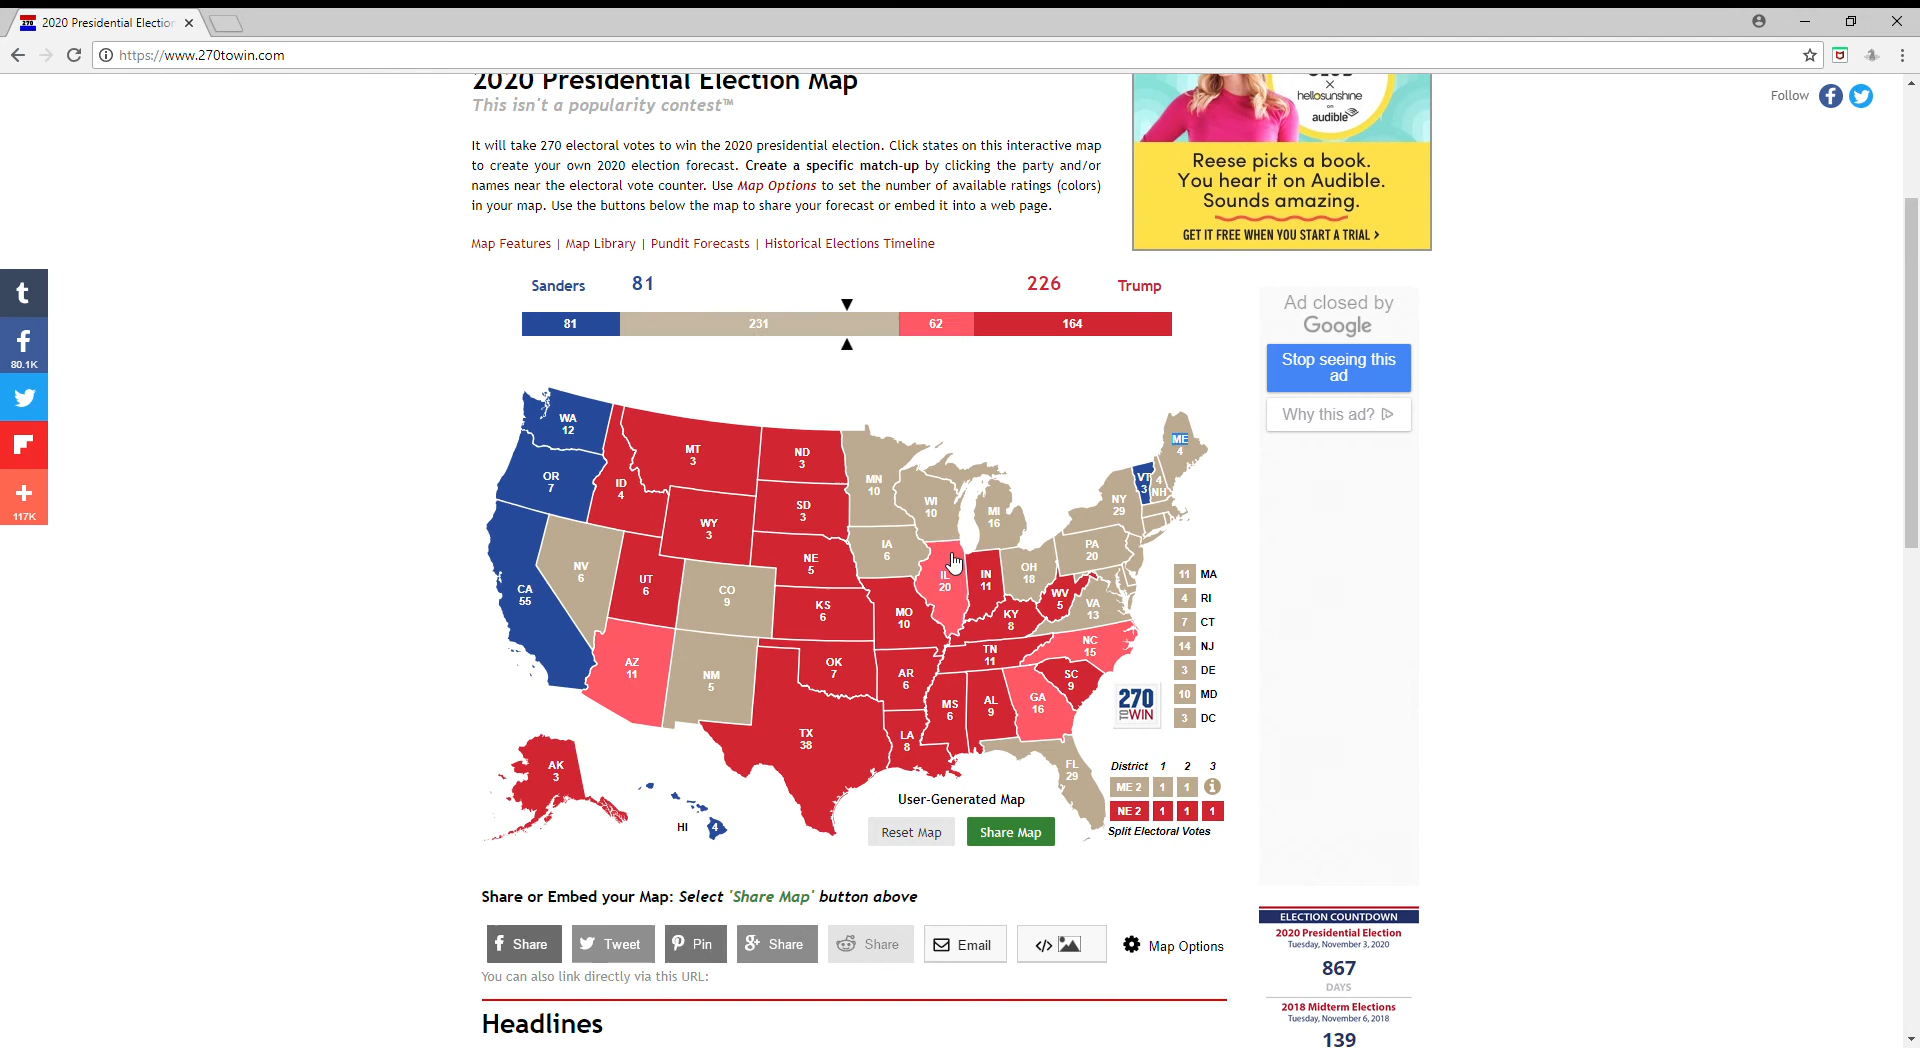 2020 Presidential Election
https://www.270towin.com
2020 Presidential Election Map
This isn't a popularity contest™
It will take 270 electoral votes to win the 2020 presidential election. Click states on this interactive map
to create your own 2020 election forecast. Create a specific match-up by clicking the party and/or
names near the electoral vote counter. Use Map Options to set the number of available ratings (colors)
in your map. Use the buttons below the map to share your forecast or embed it into a web page.
Map Features | Map Library | Pundit Forecasts | Historical Elections Timeline
x
hellosunshine
on
audible
Reese picks a book.
You hear it on Audible.
Sounds amazing.
GET IT FREE WHEN YOU START A TRIAL >
Follow
80.1K
117K
Sanders 81 226 Trump
81 231 62 164
Ad closed by
Google
Stop seeing this
ad
Why this ad?
WA
12
OR
7
CA
55
NV
6
ID
4
MT
3
WY
3
UT
6
AZ
11
CO
9
NM
5
ND
3
SD
3
NE
5
KS
6
OK
7
TX
38
MN
10
IA
6
MO
10
AR
6
LA
8
WI
10
IL
20
MI
16
IN
11
OH
18
KY
8
TN
11
MS
6
AL
9
GA
16
FL
29
SC
9
NC
15
VA
13
WV
5
PA
20
NY
29
VT
3
4
NH
ME
4
AK
3
HI 4
11 MA
4 RI
7 CT
14 NJ
3 DE
10 MD
3 DC
270
TO WIN
District 1 2 3
ME 2 1 1
NE 2 1 1 1
Split Electoral Votes
User-Generated Map
Reset Map Share Map
Share or Embed your Map: Select 'Share Map' button above
Share Tweet Pin Share Share Email </> Map Options
You can also link directly via this URL:
Headlines
ELECTION COUNTDOWN
2020 Presidential Election
Tuesday, November 3, 2020
867
DAYS
2018 Midterm Elections
Tuesday, November 6, 2018
139